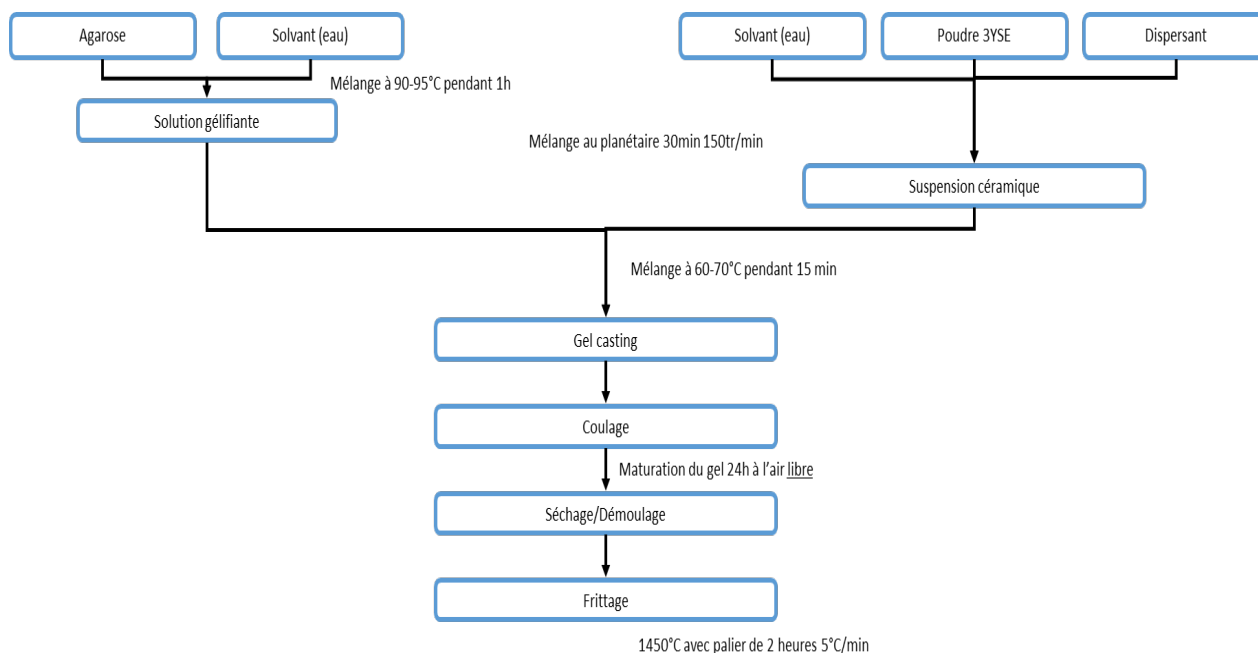 Agarose
Solvant (eau)
Solvant (eau)
Poudre 3YSE
Dispersant
Mélange à 90-95°C pendant 1h
Solution gélifiante
Mélange au planétaire 30min 150tr/min
Suspension céramique
Mélange à 60-70°C pendant 15 min
Gel casting
Coulage
Maturation du gel 24h à l'air libre
Séchage/Démoulage
Frittage
1450°C avec palier de 2 heures 5°C/min